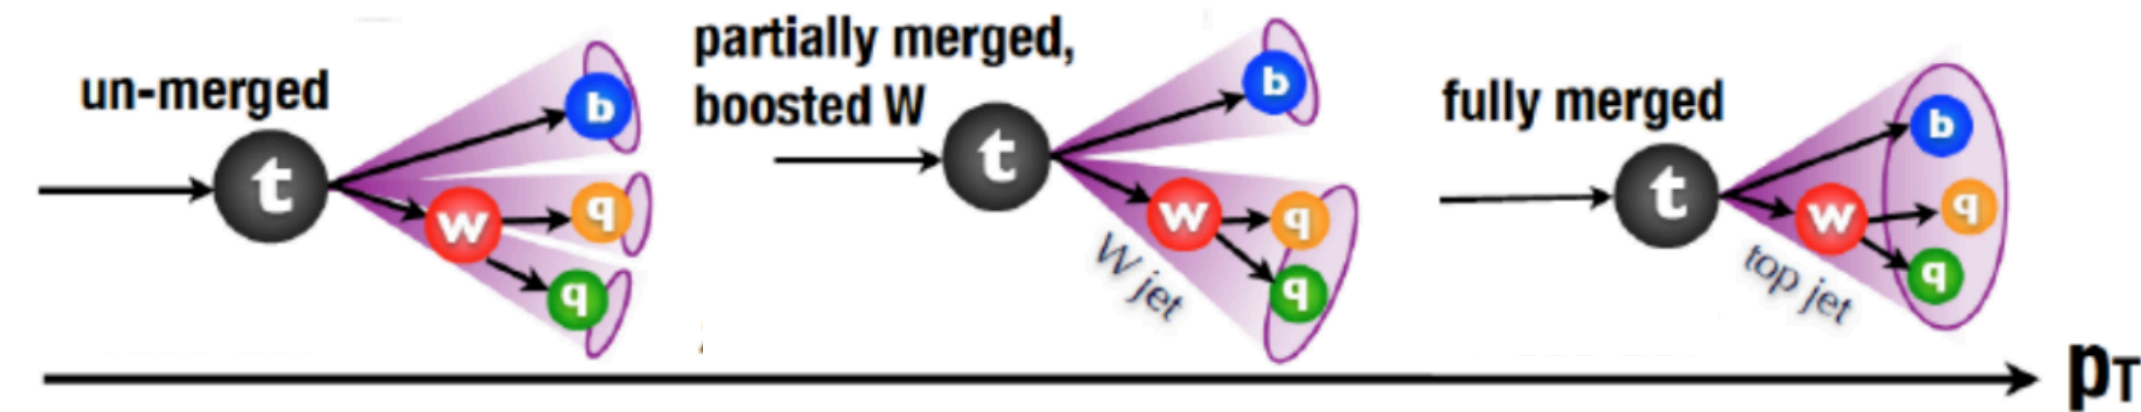 un-merged
t
b
w
q
q
partially merged,
boosted W
t
b
w
q
q
W jet
fully merged
t
b
w
q
q
top jet
pT